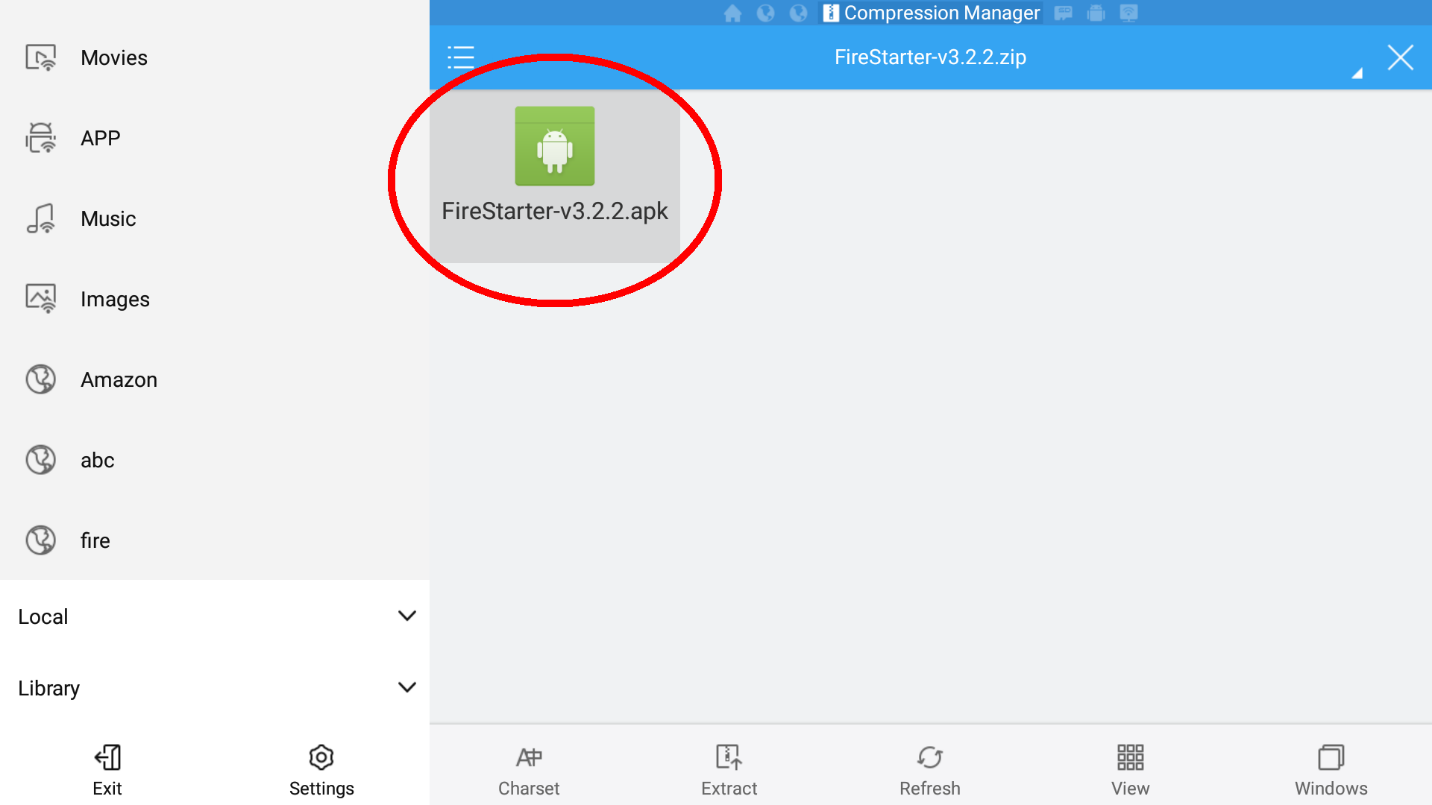 Compression Manager
FireStarter-v3.2.2.zip
Movies
APP
Music
Images
Amazon
abc
fire
Local
Library
Exit
Settings
FireStarter-v3.2.2.apk
Charset
Extract
Refresh
View
Windows